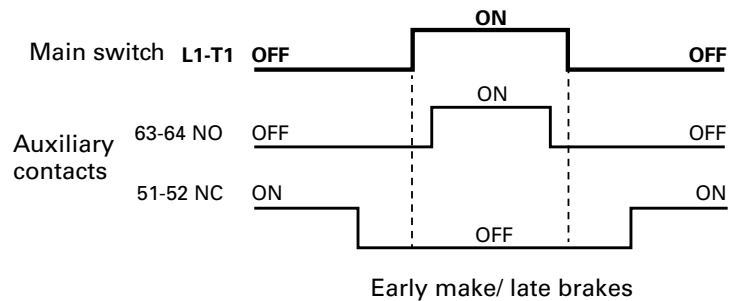 ON
Main switch L1-T1 OFF OFF
ON
63-64 NO OFF OFF
Auxiliary
contacts
51-52 NC ON ON
OFF
Early make/ late brakes